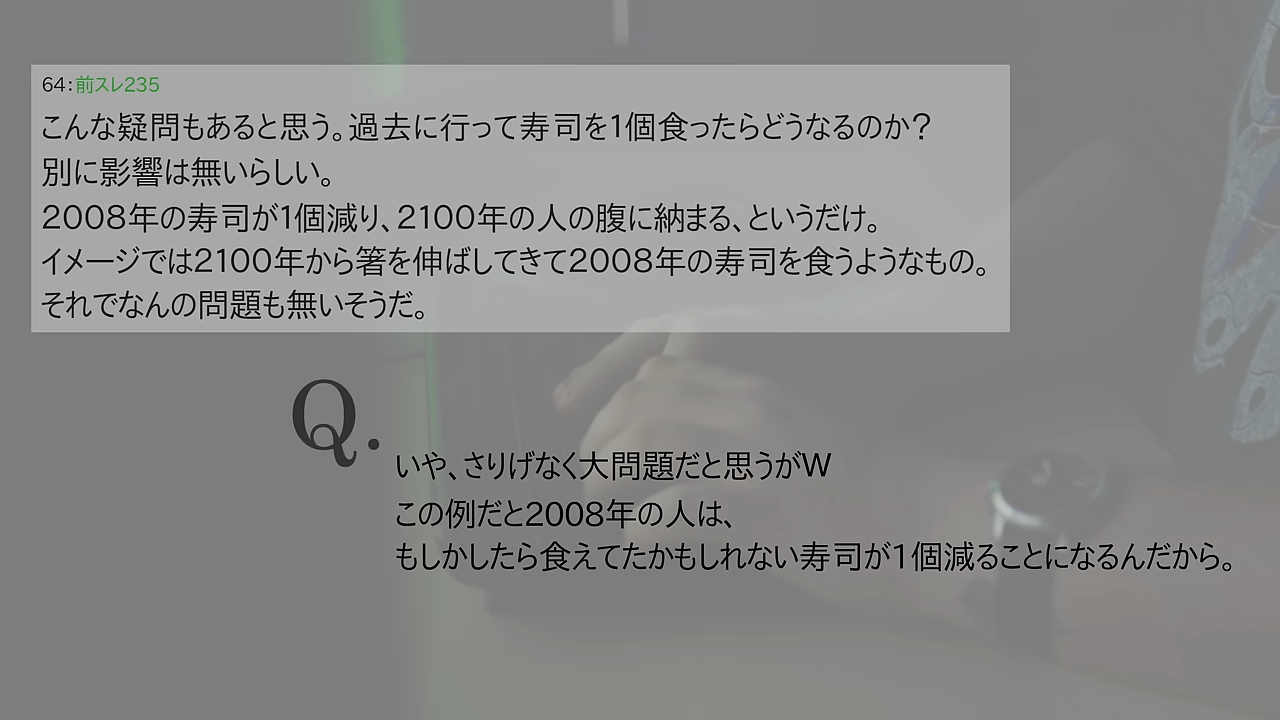 64:前スレ235
こんな疑問もあると思う。過去に行って寿司を1個食ったらどうなるのか?
別に影響は無いらしい。
2008年の寿司が1個減り、2100年の人の腹に納まる、というだけ。
イメージでは2100年から箸を伸ばしてきて2008年の寿司を食うようなもの。
それでなんの問題も無いそうだ。
Q.
いや、さりげなく大問題だと思うがW
この例だと2008年の人は、
もしかしたら食えてたかもしれない寿司が1個減ることになるんだから。